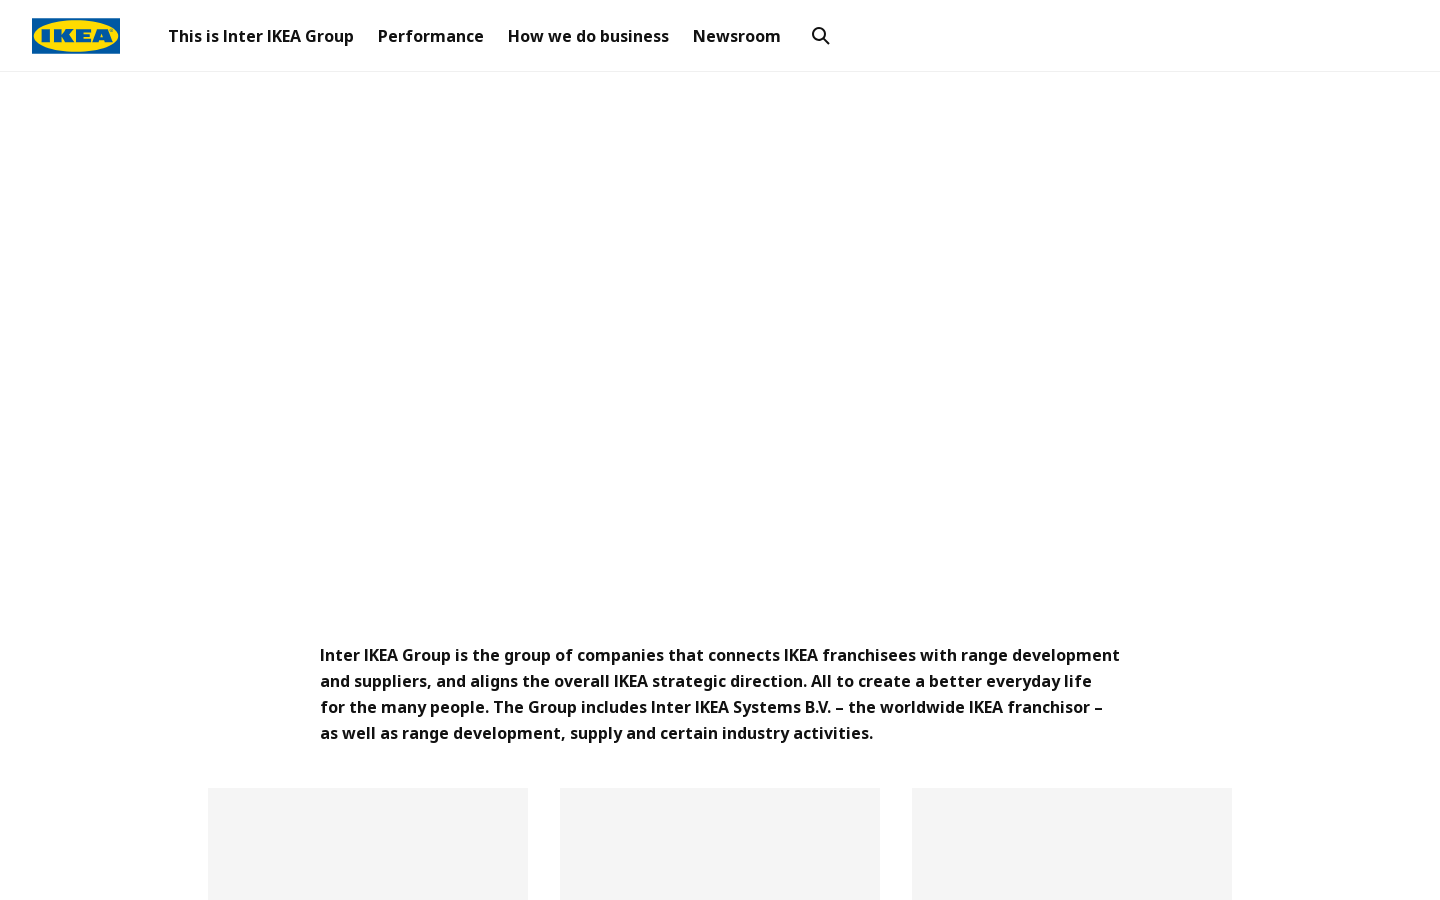 IKEA
This is Inter IKEA Group
Performance
How we do business
Newsroom
Inter IKEA Group is the group of companies that connects IKEA franchisees with range development
and suppliers, and aligns the overall IKEA strategic direction. All to create a better everyday life
for the many people. The Group includes Inter IKEA Systems B.V. – the worldwide IKEA franchisor –
as well as range development, supply and certain industry activities.